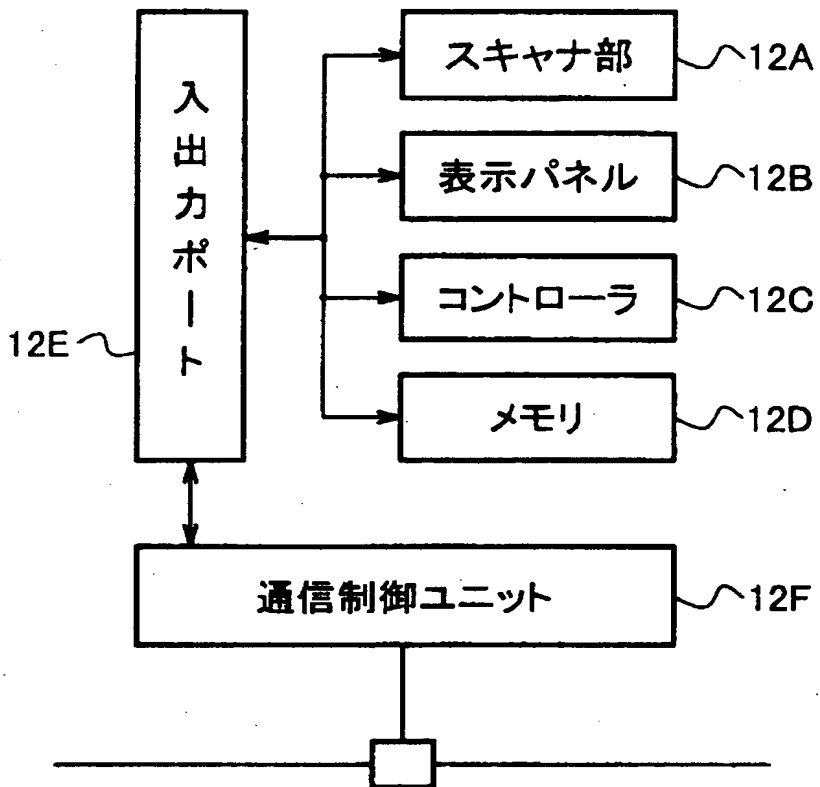 スキャナ部
12A
表示パネル
12B
入出力ポート
コントローラ
12C
12E
メモリ
12D
通信制御ユニット
12F